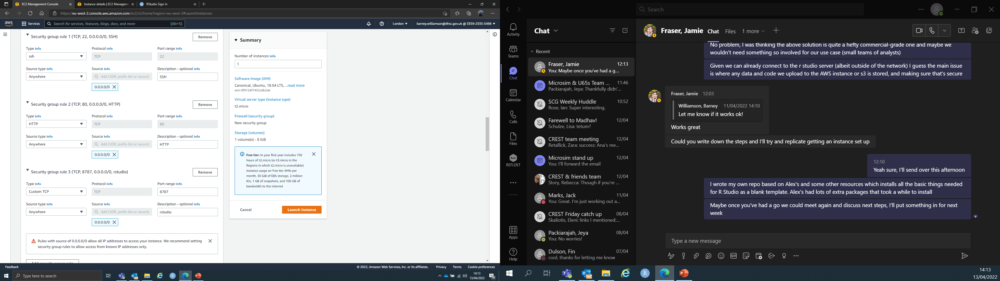 EC2 Management Console
Instance details | EC2 Manageme
RStudio Sign In
https://eu-west-2.console.aws.amazon.com/ec2/v2/home?region=eu-west-2#LaunchInstances:
aws
Services
Search for services, features, blogs, docs, and more
[Alt+S]
London
barney.williamson@dhsc.gov.uk @ 3359-2335-5498
Security group rule 1 (TCP, 22, 0.0.0.0/0, SSH)
Remove
Type Info
Protocol Info
Port range Info
ssh
TCP
22
Source type Info
Source Info
Description - optional Info
Anywhere
Add CIDR, prefix list or security
SSH
0.0.0.0/0
Security group rule 2 (TCP, 80, 0.0.0.0/0, HTTP)
Remove
Type Info
Protocol Info
Port range Info
HTTP
TCP
80
Source type Info
Source Info
Description - optional Info
Anywhere
Add CIDR, prefix list or security
HTTP
0.0.0.0/0
Security group rule 3 (TCP, 8787, 0.0.0.0/0, rstudio)
Remove
Type Info
Protocol Info
Port range Info
Custom TCP
TCP
8787
Source type Info
Source Info
Description - optional Info
Anywhere
Add CIDR, prefix list or security
rstudio
0.0.0.0/0
Rules with source of 0.0.0.0/0 allow all IP addresses to access your instance. We recommend setting
security group rules to allow access from known IP addresses only.
Add security group rule
Summary
Number of instances Info
1
Software Image (AMI)
Canonical, Ubuntu, 18.04 LTS, ...read more
ami-0f9124f7452cdb2a6
Virtual server type (instance type)
t2.micro
Firewall (security group)
New security group
Storage (volumes)
1 volume(s) - 8 GiB
Free tier: In your first year includes 750
hours of t2.micro (or t3.micro in the
Regions in which t2.micro is unavailable)
instance usage on free tier AMIs per
month, 30 GiB of EBS storage, 2 million
IOs, 1 GB of snapshots, and 100 GB of
bandwidth to the internet
Cancel
Launch instance
Feedback
© 2022, Amazon Web Services, Inc. or its affiliates.
Privacy
Terms
Cookie preferences
Type here to search
14:13
13/04/2022
19
Search
Activity
Teams
Chat
Calendar
Calls
Files
REFLEKT
Apps
Help
Chat
Recent
Fraser, Jamie 12:13
You: Maybe once you've had a g...
Microsim & U65s Team ... 11:46
Packiarajah, Jeya: Thankfully didn'...
SCG Weekly Huddle 10:52
Rose, Ian: Super interesting.
Farewell to Madhav! 12/04
Schulze, Lisa: tetum?
CREST team meeting 12/04
Retallick, Zara: success: Ana's me...
Microsim stand up 12/04
You: I'll forward the email
CREST & friends team 12/04
Story, Rebecca: Though if you're ...
Marks, Jack 11/04
You: Great. I'm just working out a...
CREST Friday catch up 08/04
Skaliotis, Eleni: links I mentioned:...
Packiarajah, Jeya 08/04
You: No worries!
Dulson, Fin 07/04
cool, thanks for letting me know
Fraser, Jamie
Chat
Files
1 more
No problem, I was thinking the above solution is quite a hefty commercial-grade one and maybe we
wouldn't need something so involved for our use case (small teams of analysts)
Given we can already connect to the r studio server (albeit outside of the network) I guess the main issue
is where any data and code we upload to the AWS instance or s3 is stored, and making sure that's secure
Fraser, Jamie 12:03
Williamson, Barney 11/04/2022 14:10
Let me know if it works ok!
Works great
Could you write down the steps and I'll try and replicate getting an instance set up
12:10
Yeah sure, I'll send over this afternoon
I wrote my own repo based on Alex's and some other resources which installs all the basic things needed
for R Studio as a blank template. Alex's had lots of extra packages that took a while to install
Maybe once you've had a go we could meet again and discuss next steps, I'll put something in for next
week
Type a new message
GIF
14:13
13/04/2022